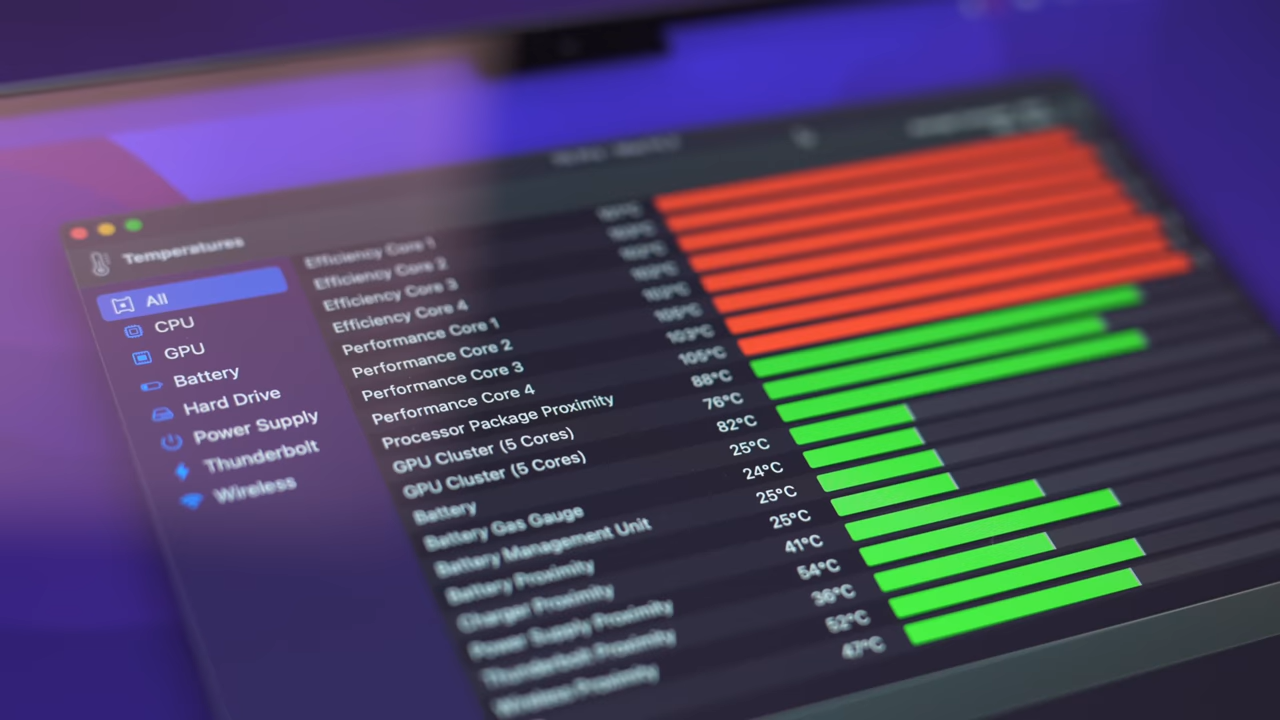 Temperatures
All
CPU
GPU
Battery
Hard Drive
Power Supply
Thunderbolt
Wireless
Efficiency Core 1
Efficiency Core 2
Efficiency Core 3
Efficiency Core 4
Performance Core 1 103°C
Performance Core 2 105°C
Performance Core 3 103°C
Performance Core 4 105°C
Processor Package Proximity 88°C
GPU Cluster (5 Cores) 76°C
GPU Cluster (5 Cores) 82°C
Battery 25°C
Battery Gas Gauge 24°C
Battery Management Unit 25°C
Battery Proximity 25°C
Charger Proximity 41°C
Power Supply Proximity 54°C
Thunderbolt Proximity 36°C
Wireless Proximity 52°C
47°C